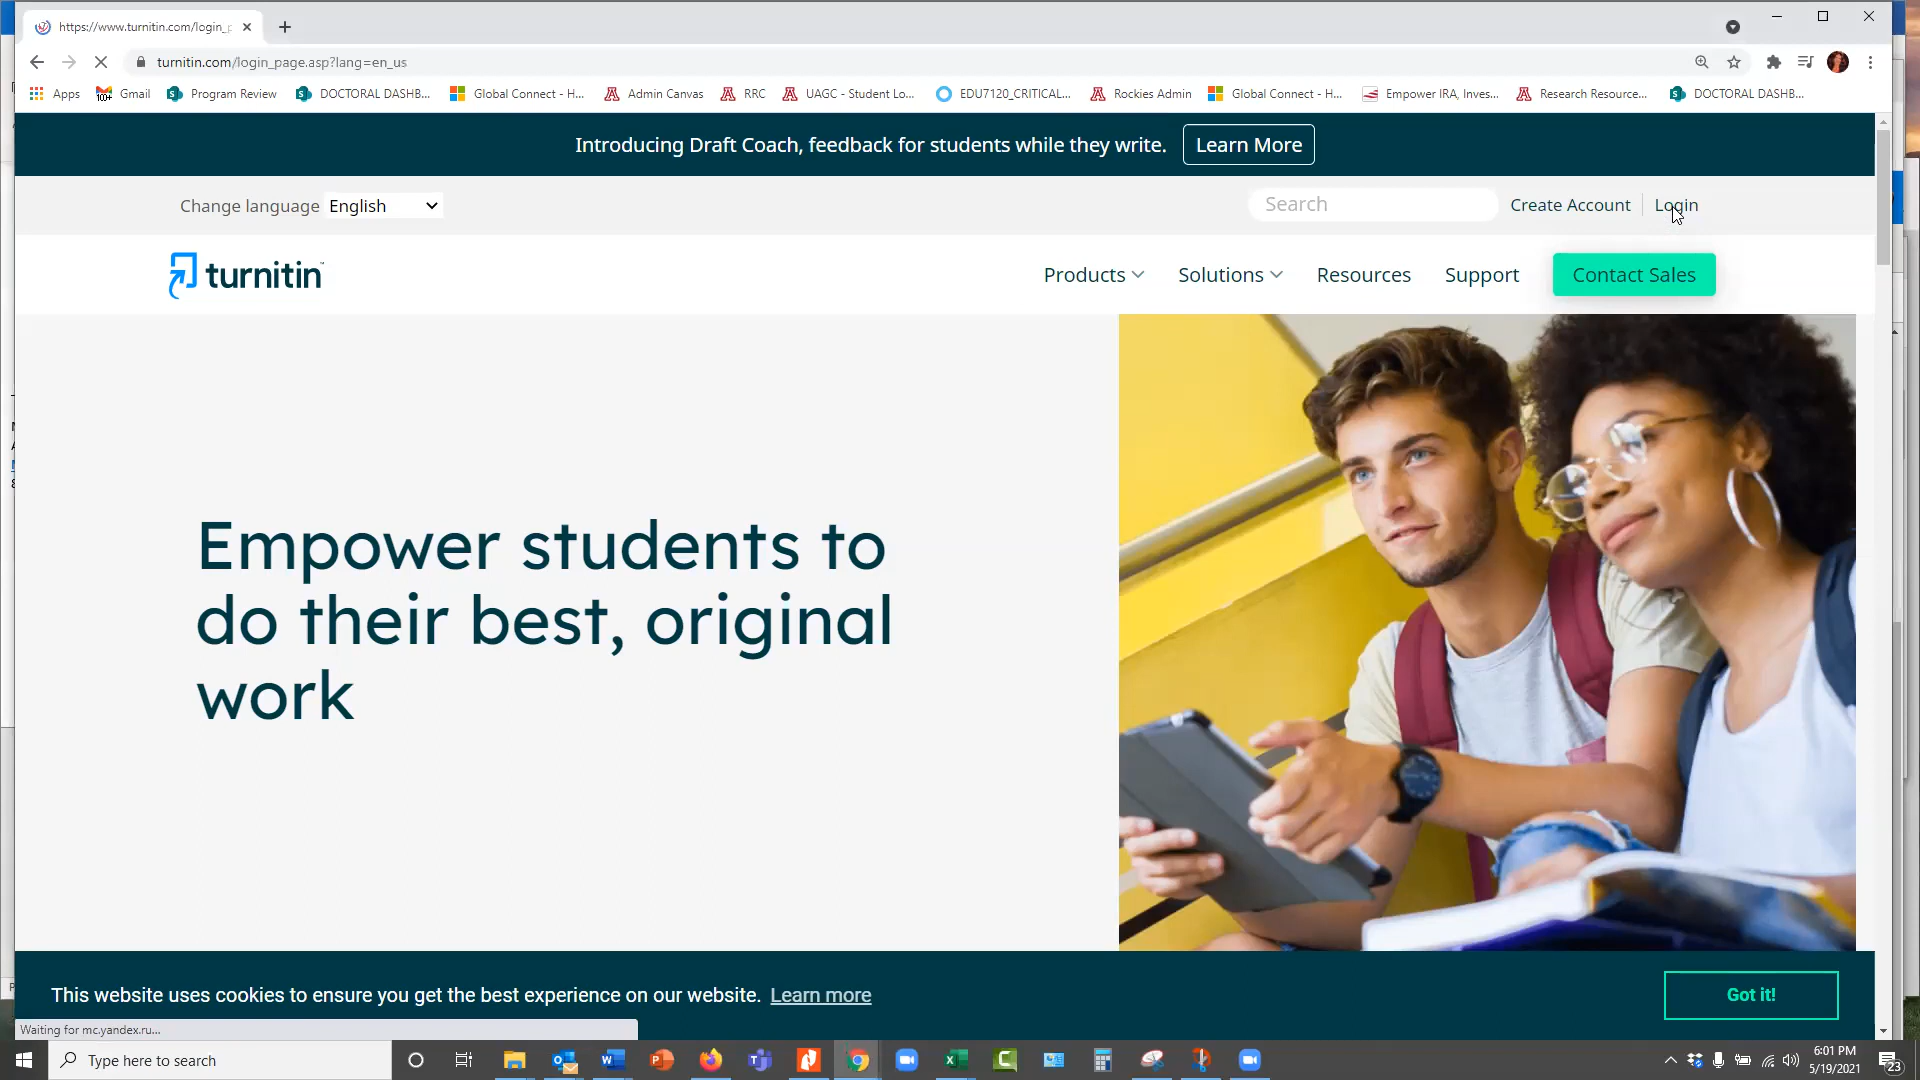 https://www.turnitin.com/login_p
turnitin.com/login_page.asp?lang=en_us
Apps
Gmail
100+
Program Review
DOCTORAL DASHB...
Global Connect - H...
Admin Canvas
RRC
UAGC - Student Lo...
EDU7120_CRITICAL...
Rockies Admin
Global Connect - H...
Empower IRA, Inves...
Research Resource...
DOCTORAL DASHB...
Introducing Draft Coach, feedback for students while they write.
Learn More
Change language English
Search
Create Account
Login
turnitin
Products
Solutions
Resources
Support
Contact Sales
Empower students to
do their best, original
work
This website uses cookies to ensure you get the best experience on our website. Learn more
Got it!
Waiting for mc.yandex.ru...
Type here to search
6:01 PM
5/19/2021
23